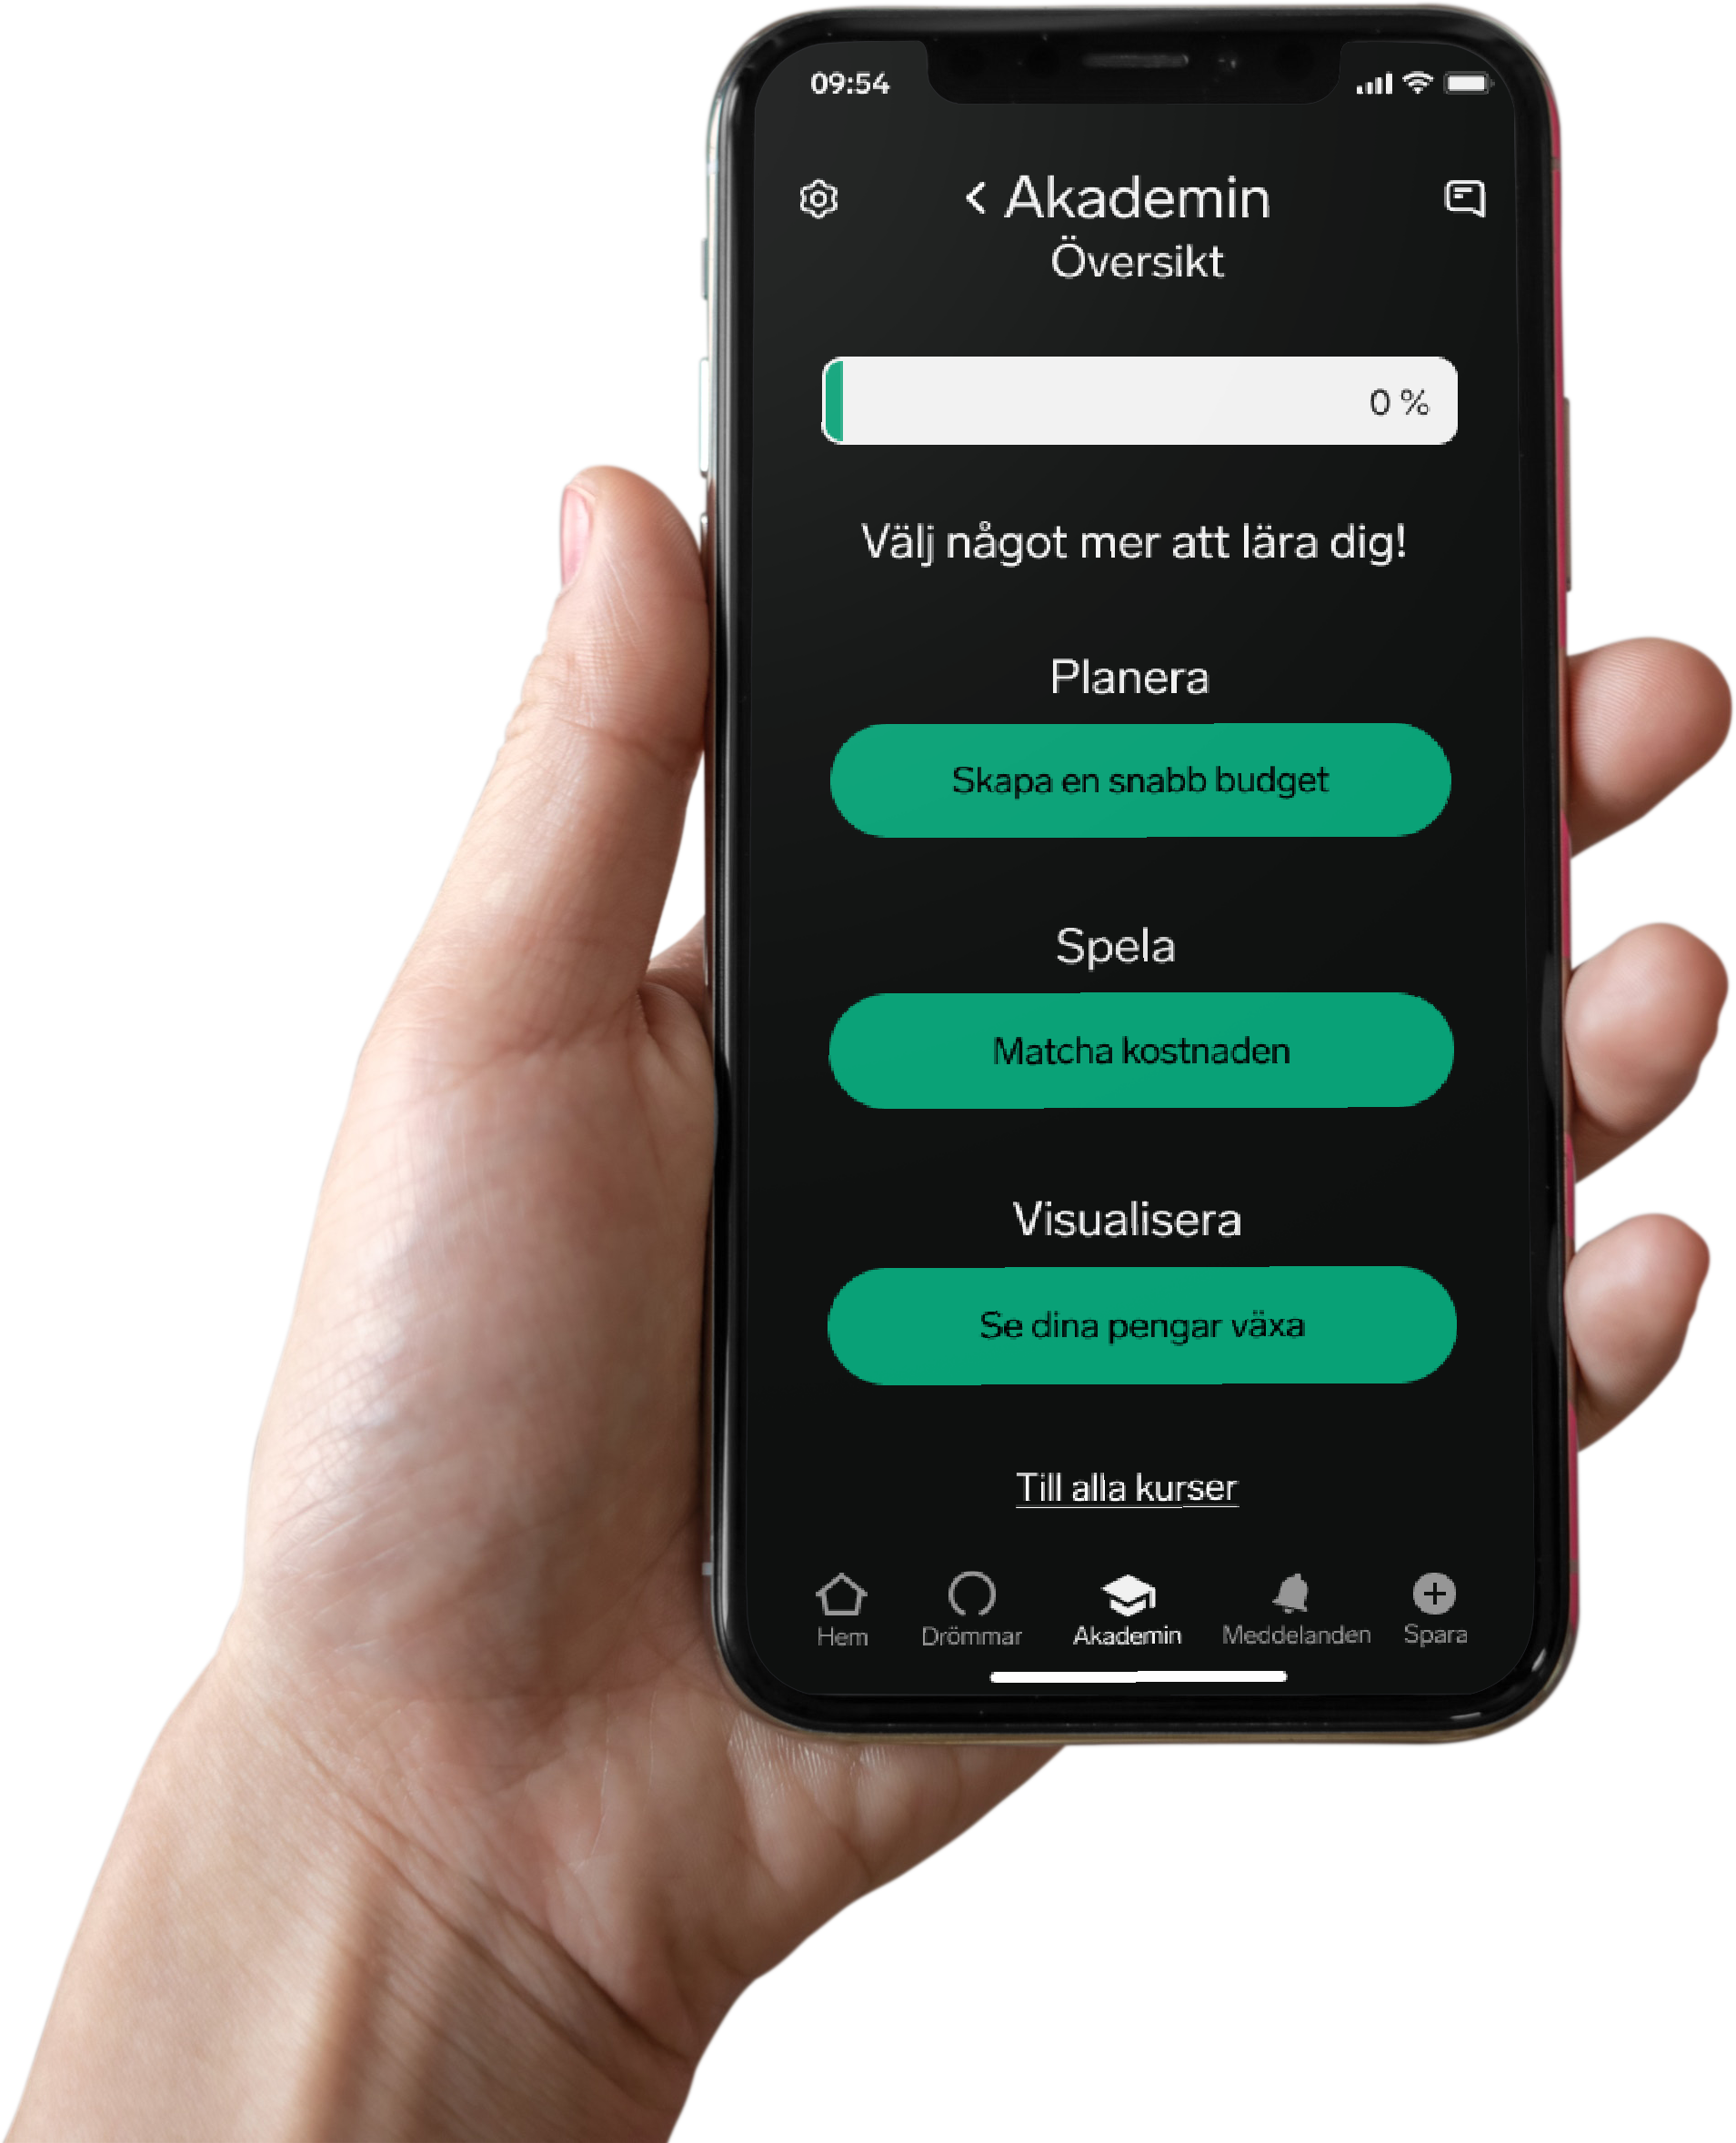 09:54
Akademin
Översikt
0 %
Välj något mer att lära dig!
Planera
Skapa en snabb budget
Spela
Matcha kostnaden
Visualisera
Se dina pengar växa
Till alla kurser
Hem Drömmar Akademin Meddelanden Spara